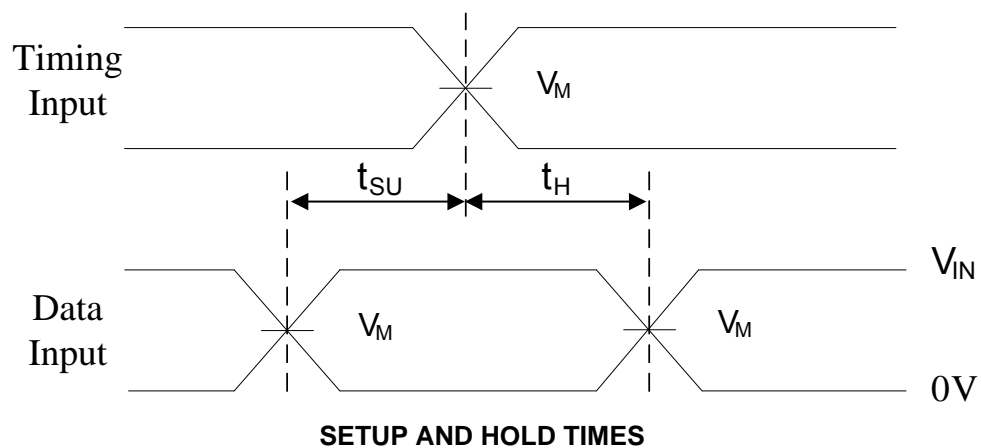 Timing
Input
V_M
t_SU
t_H
V_IN
Data
Input
V_M
V_M
0V
SETUP AND HOLD TIMES